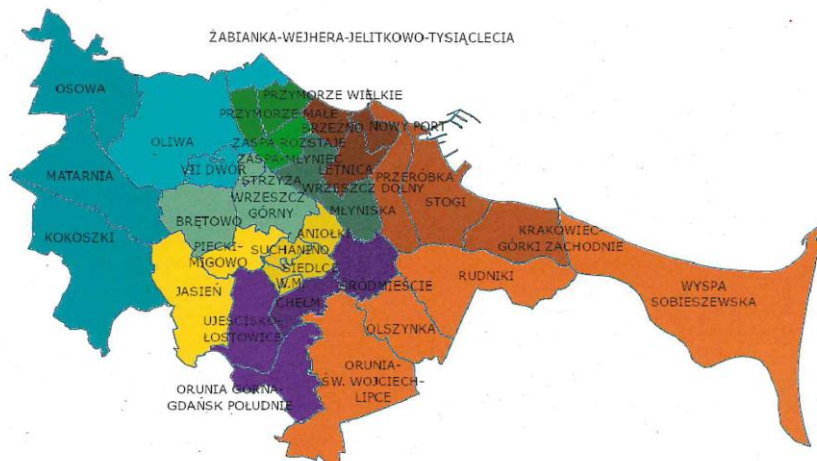 ŻABIANKA-WEJHERA-JELITKOWO-TYSIĄCLECIA
OSOWA
PRZYMORZE WIELKIE
PRZYMORZE MAŁE
BRZEŹNO
NOWY PORT
OLIWA
ZASPA-ROZSTAJE
ZASPA-MŁYNIEC
VII DWÓR
LETNICA
MATARNIA
STRZYŻA
PRZERÓBKA
WRZESZCZ DOLNY
WRZESZCZ
GÓRNY
STOGI
BRĘTOWO
MŁYNISKA
KRAKOWIEC-
GÓRKI ZACHODNIE
KOKOSZKI
ANIOŁKI
PIECKI-
MIGOWO
SUCHANINO
SIEDLCE
RUDNIKI
W.M.
ŚRÓDMIEŚCIE
JASIEŃ
CHEŁM
WYSPA
SOBIESZEWSKA
UJEŚCISKO-
ŁOSTOWICE
OLSZYNKA
ORUNIA-
ŚW. WOJCIECH-
LIPCE
ORUNIA GÓRNA-
GDAŃSK POŁUDNIE